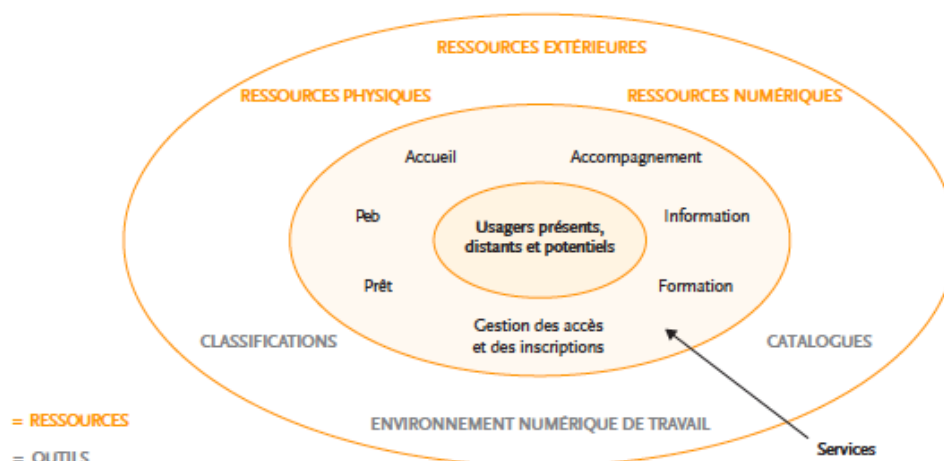 RESSOURCES EXTÉRIEURES
RESSOURCES PHYSIQUES
RESSOURCES NUMÉRIQUES
Accueil
Accompagnement
Peb
Usagers présents,
distants et potentiels
Information
Prêt
Formation
Gestion des accès
et des inscriptions
CLASSIFICATIONS
CATALOGUES
ENVIRONNEMENT NUMÉRIQUE DE TRAVAIL
= RESSOURCES
Services
= OUTILS